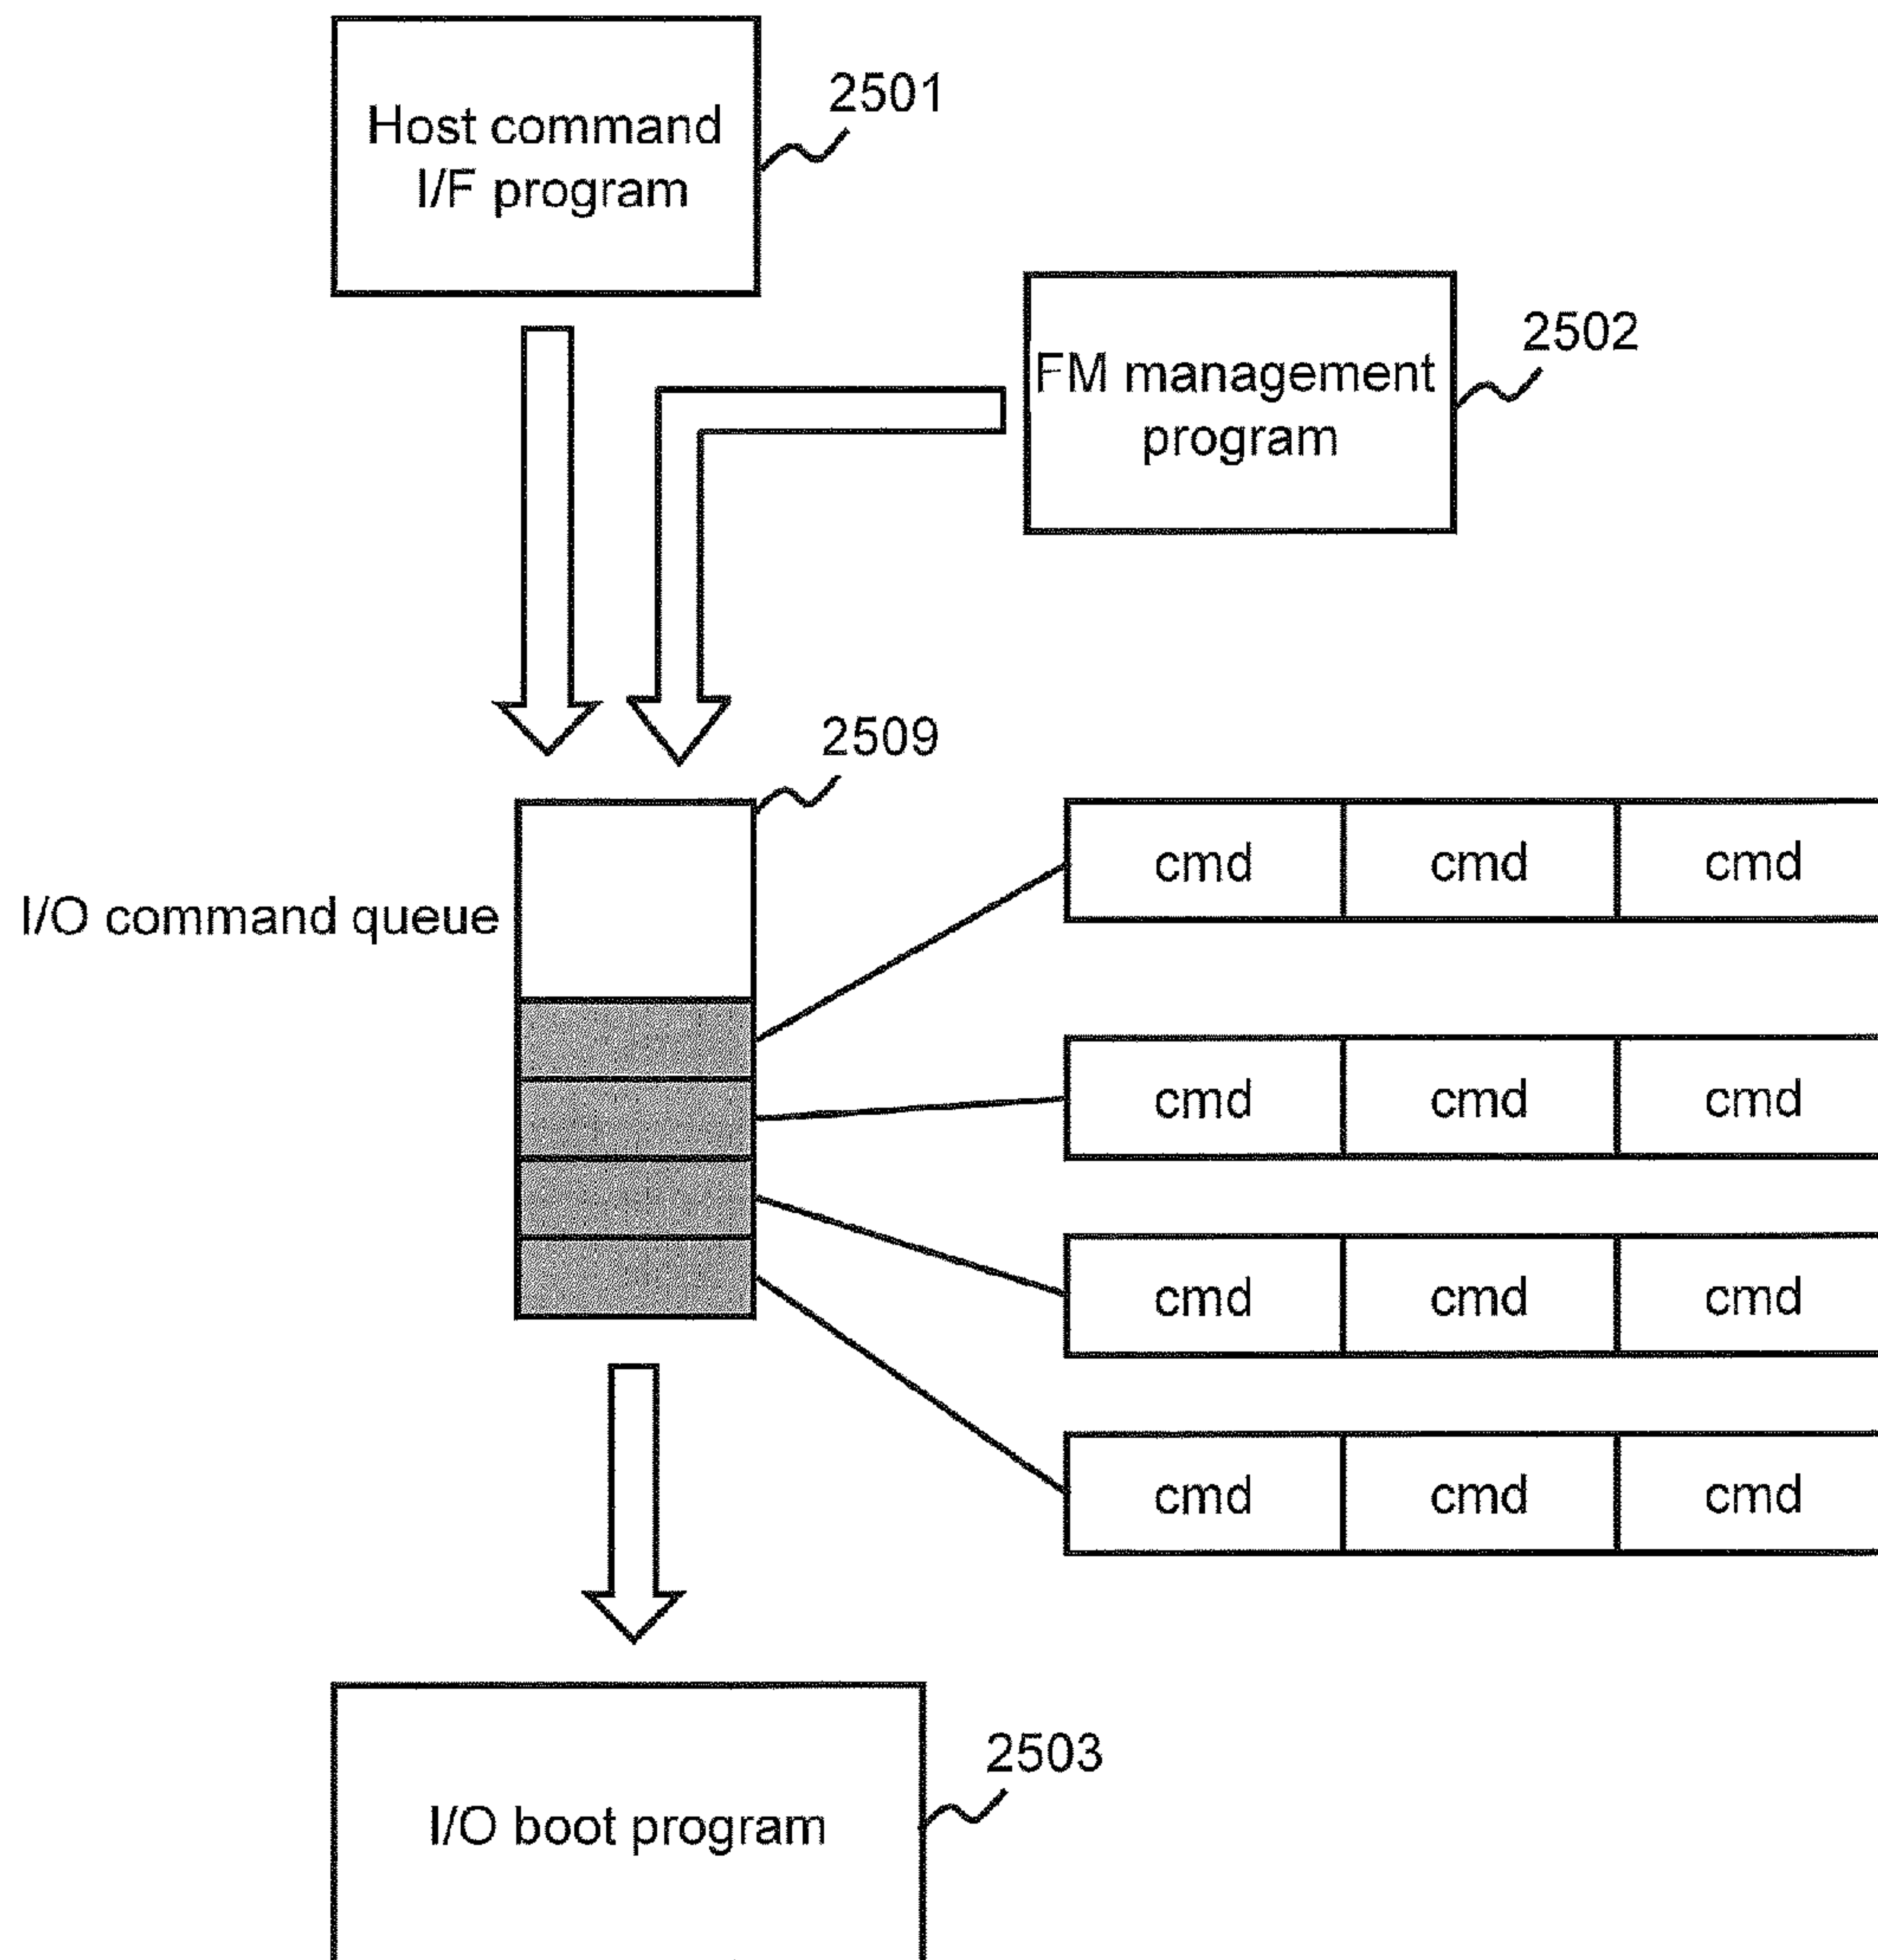 Host command
I/F program
2501
FM management
program
2502
2509
I/O command queue
cmd cmd cmd
cmd cmd cmd
cmd cmd cmd
cmd cmd cmd
I/O boot program
2503